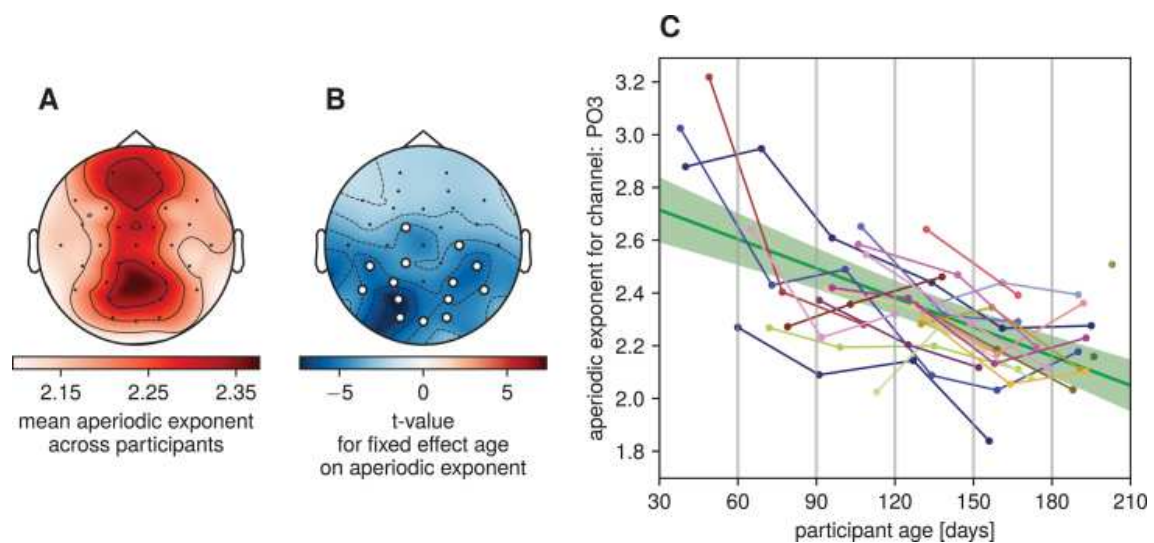 A
2.15 2.25 2.35
mean aperiodic exponent
across participants
B
−5 0 5
t-value
for fixed effect age
on aperiodic exponent
C
aperiodic exponent for channel: PO3
3.2
3.0
2.8
2.6
2.4
2.2
2.0
1.8
30 60 90 120 150 180 210
participant age [days]